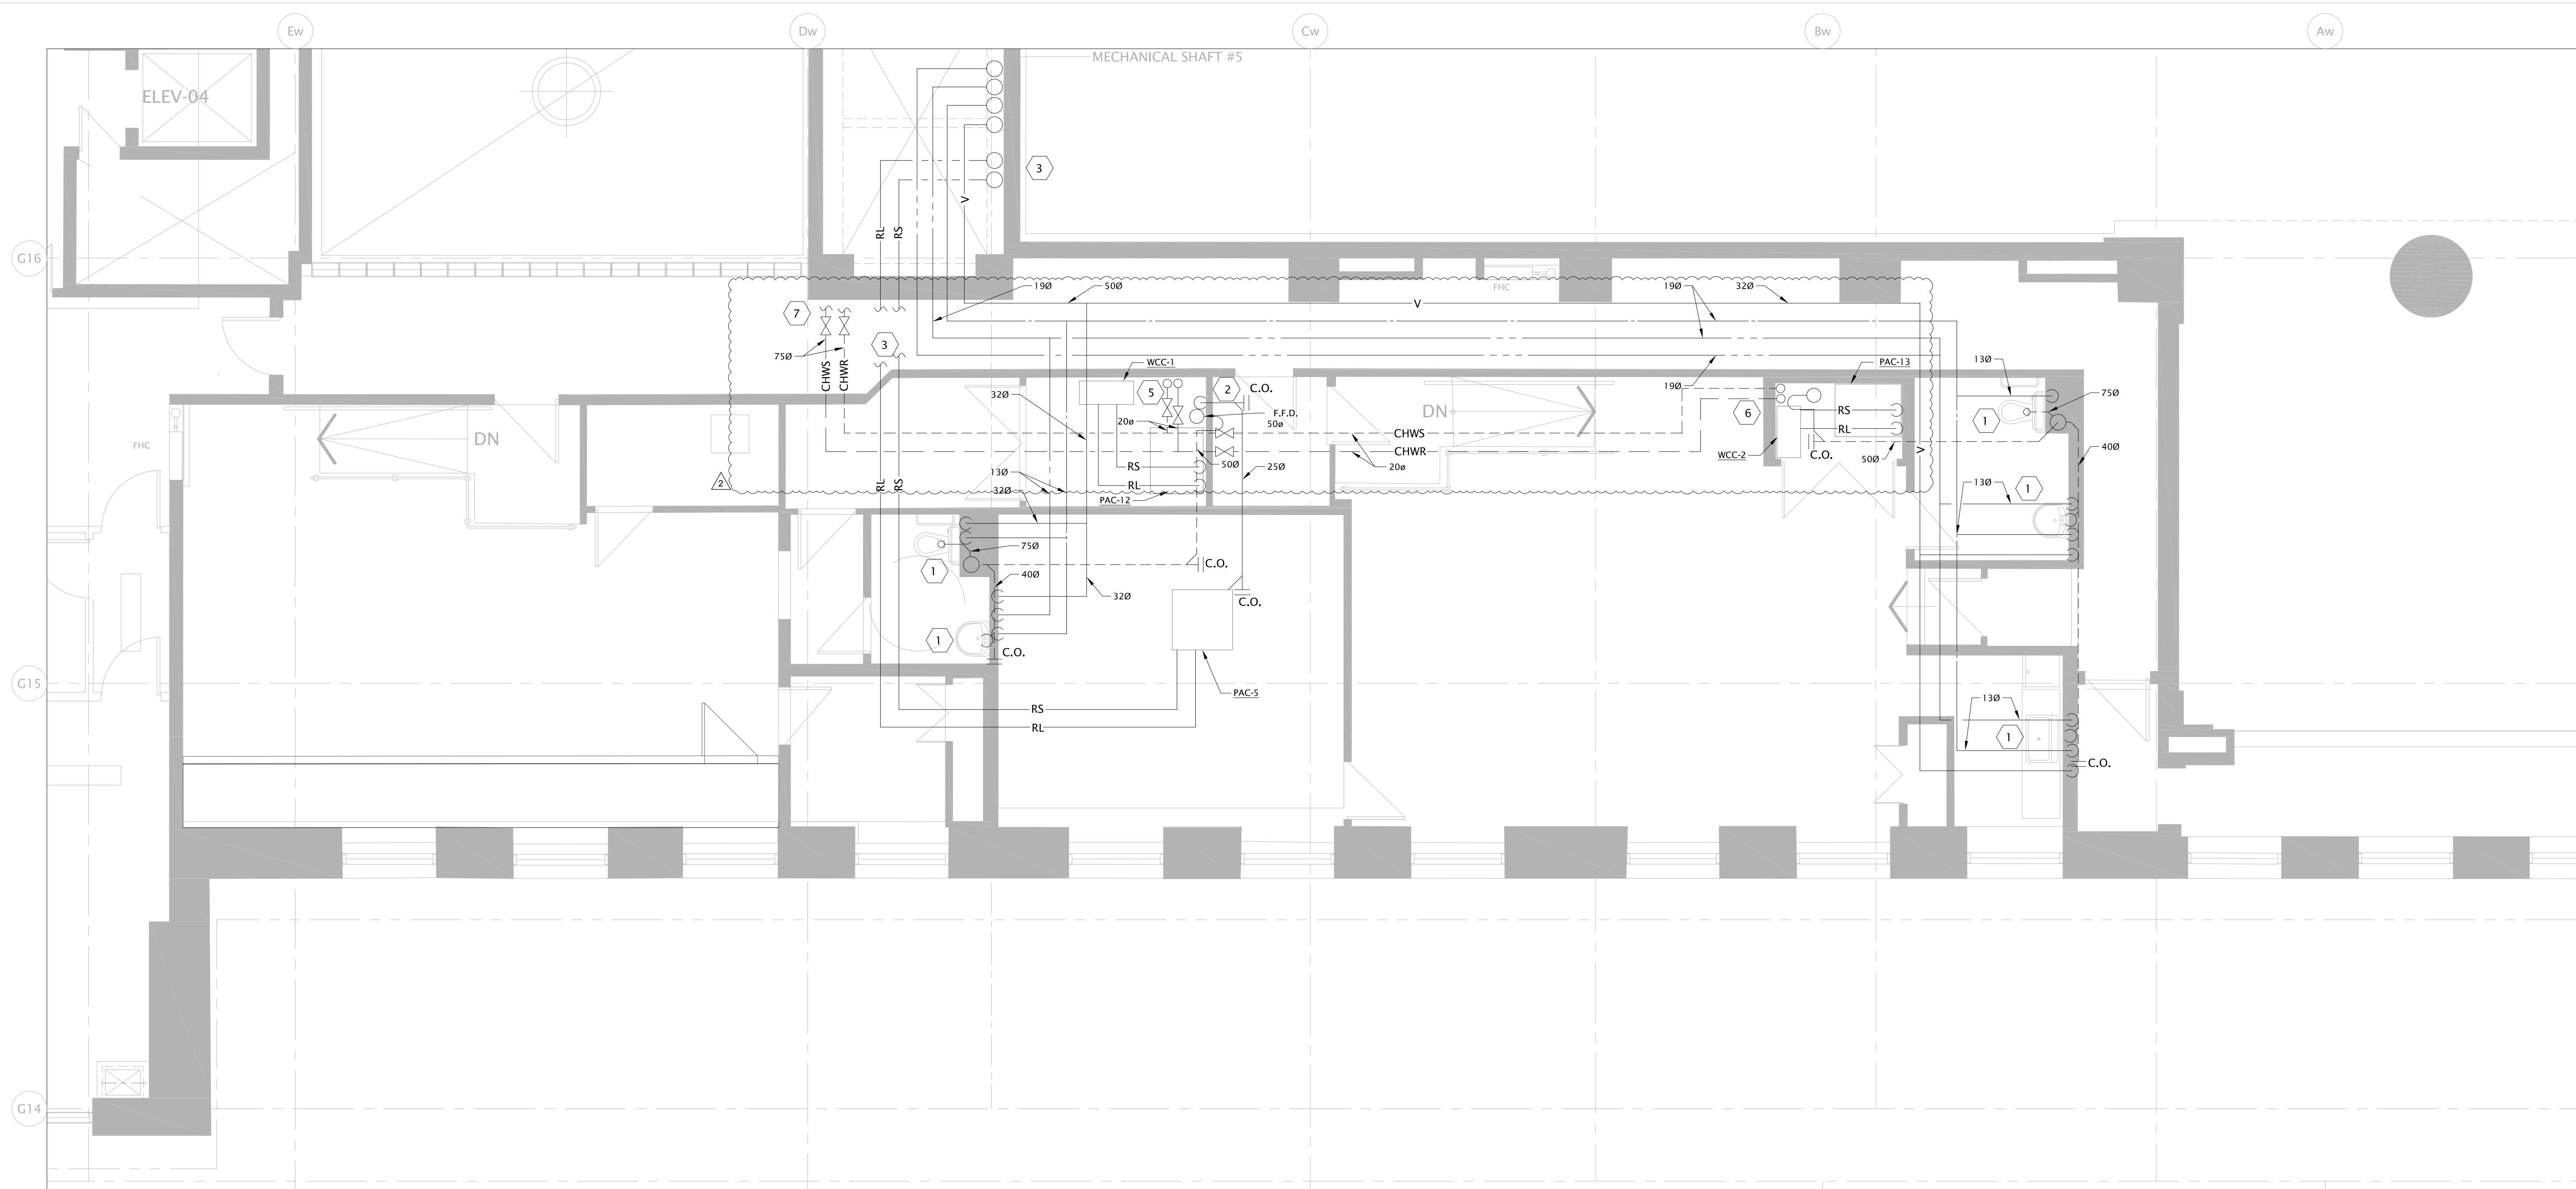 Ew
Dw
Cw
Bw
Aw
MECHANICAL SHAFT #5
ELEV-04
3
V
RL
RS
G16
19Ø
50Ø
19Ø
32Ø
FHC
V
7
3
75Ø
CHWS
CHWR
WCC-1
PAC-13
13Ø
75Ø
19Ø
32Ø
5
2
C.O.
F.F.D.
50ø
20ø
DN
6
RS
RL
1
DN
FHC
CHWS
CHWR
20ø
WCC-2
C.O.
50Ø
V
40Ø
RS
RL
50Ø
25Ø
13Ø
32Ø
PAC-12
2
RL
RS
13Ø
1
75Ø
C.O.
1
40Ø
32Ø
C.O.
1
C.O.
G15
PAC-5
RS
RL
13Ø
1
C.O.
G14